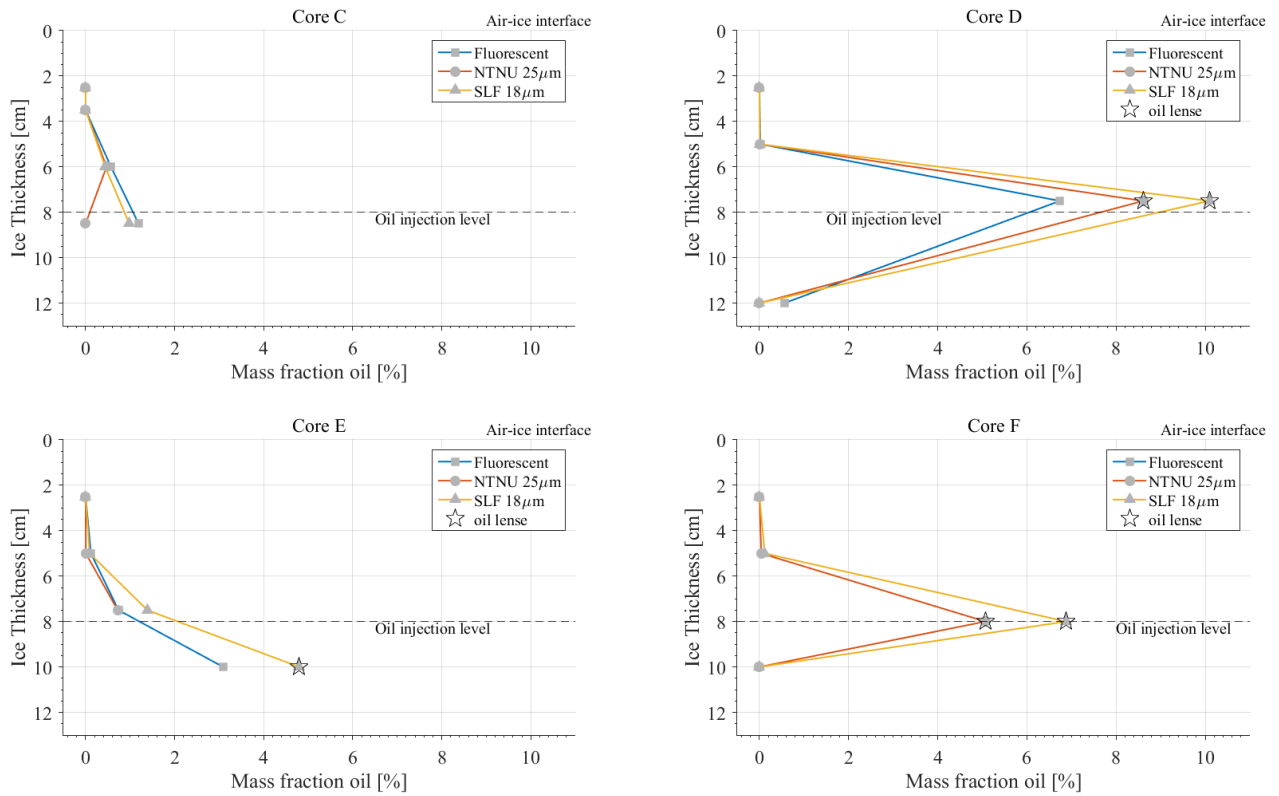 Core C
Air-ice interface
0
2
4
6
8
10
12
Ice Thickness [cm]
Fluorescent
NTNU 25μm
SLF 18μm
Oil injection level
0 2 4 6 8 10
Mass fraction oil [%]
Core D
Air-ice interface
0
2
4
6
8
10
12
Ice Thickness [cm]
Fluorescent
NTNU 25μm
SLF 18μm
oil lense
Oil injection level
0 2 4 6 8 10
Mass fraction oil [%]
Core E
Air-ice interface
0
2
4
6
8
10
12
Ice Thickness [cm]
Fluorescent
NTNU 25μm
SLF 18μm
oil lense
Oil injection level
0 2 4 6 8 10
Mass fraction oil [%]
Core F
Air-ice interface
0
2
4
6
8
10
12
Ice Thickness [cm]
Fluorescent
NTNU 25μm
SLF 18μm
oil lense
Oil injection level
0 2 4 6 8 10
Mass fraction oil [%]